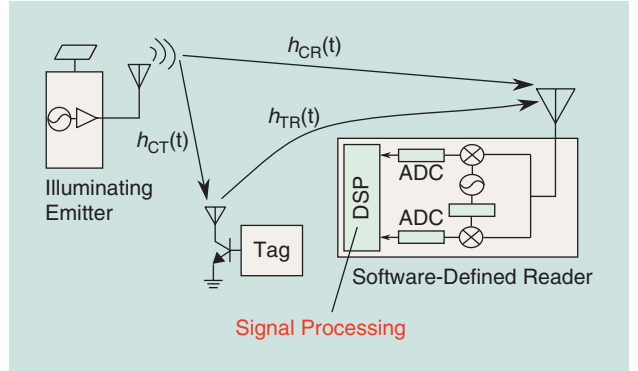 h_CR(t)
h_TR(t)
h_CT(t)
Illuminating
Emitter
DSP
ADC
ADC
Tag
Software-Defined Reader
Signal Processing